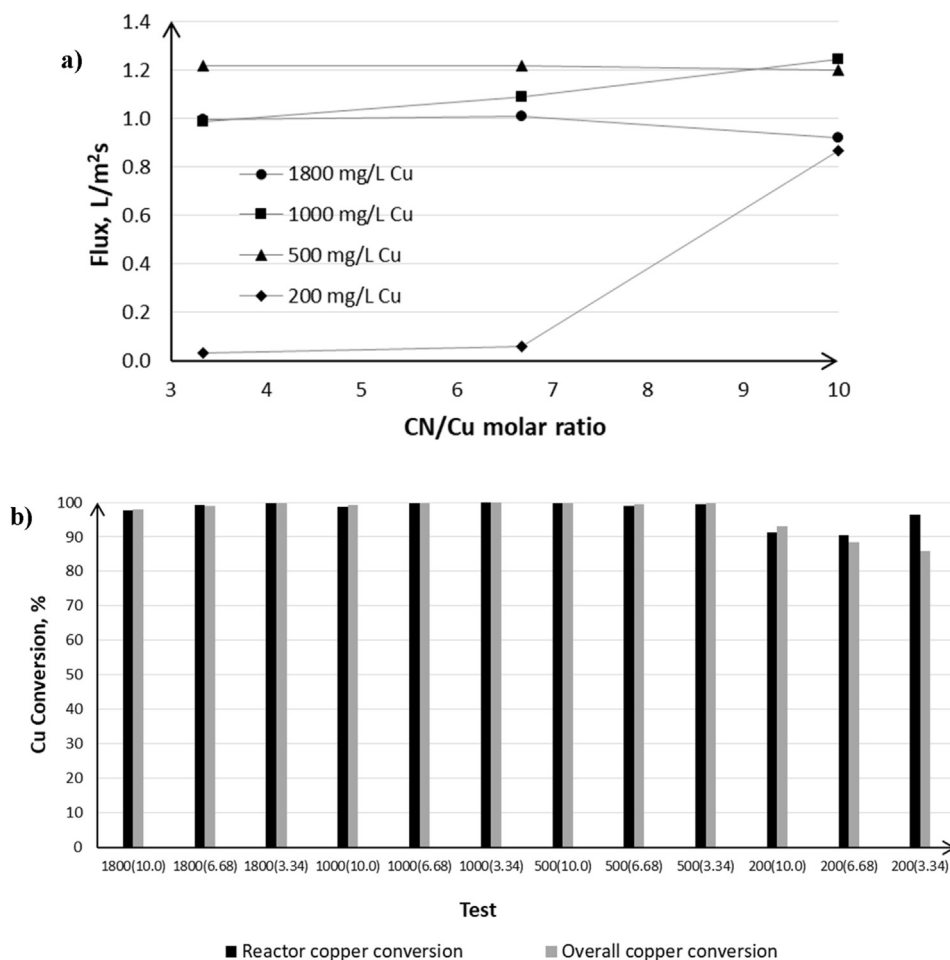 a)
1.4
1.2
1.0
0.8
0.6
0.4
0.2
0.0
Flux, L/m²s
1800 mg/L Cu
1000 mg/L Cu
500 mg/L Cu
200 mg/L Cu
3 4 5 6 7 8 9 10
CN/Cu molar ratio
b)
100
90
80
70
60
50
40
30
20
10
0
Cu Conversion, %
1800(10.0) 1800(6.68) 1800(3.34) 1000(10.0) 1000(6.68) 1000(3.34) 500(10.0) 500(6.68) 500(3.34) 200(10.0) 200(6.68) 200(3.34)
Test
Reactor copper conversion Overall copper conversion